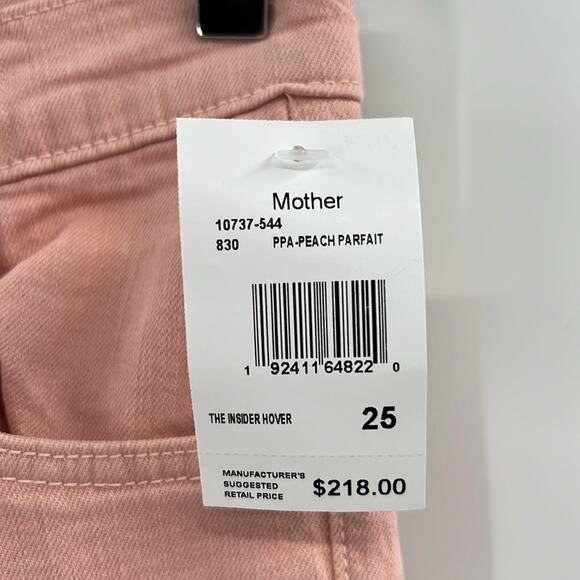 Mother
10737-544
830 PPA-PEACH PARFAIT
1 92411 64822 0
THE INSIDER HOVER 25
MANUFACTURER'S
SUGGESTED
RETAIL PRICE $218.00